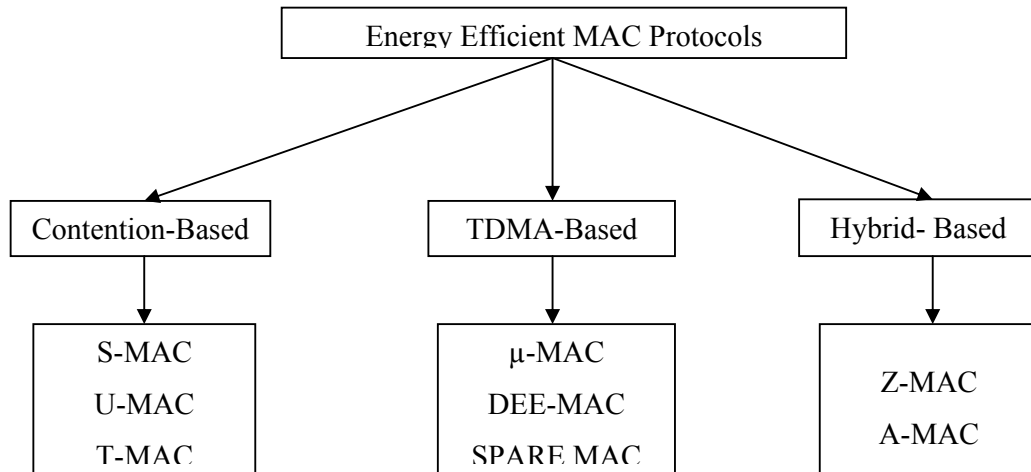 Energy Efficient MAC Protocols
Contention-Based
TDMA-Based
Hybrid- Based
S-MAC
U-MAC
T-MAC
µ-MAC
DEE-MAC
SPARE MAC
Z-MAC
A-MAC